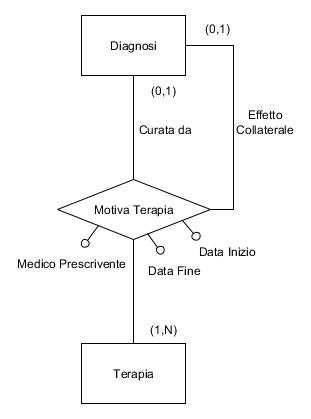 (0,1)
Diagnosi
(0,1)
Effetto
Collaterale
Curata da
Motiva Terapia
Data Inizio
Medico Prescrivente
Data Fine
(1,N)
Terapia